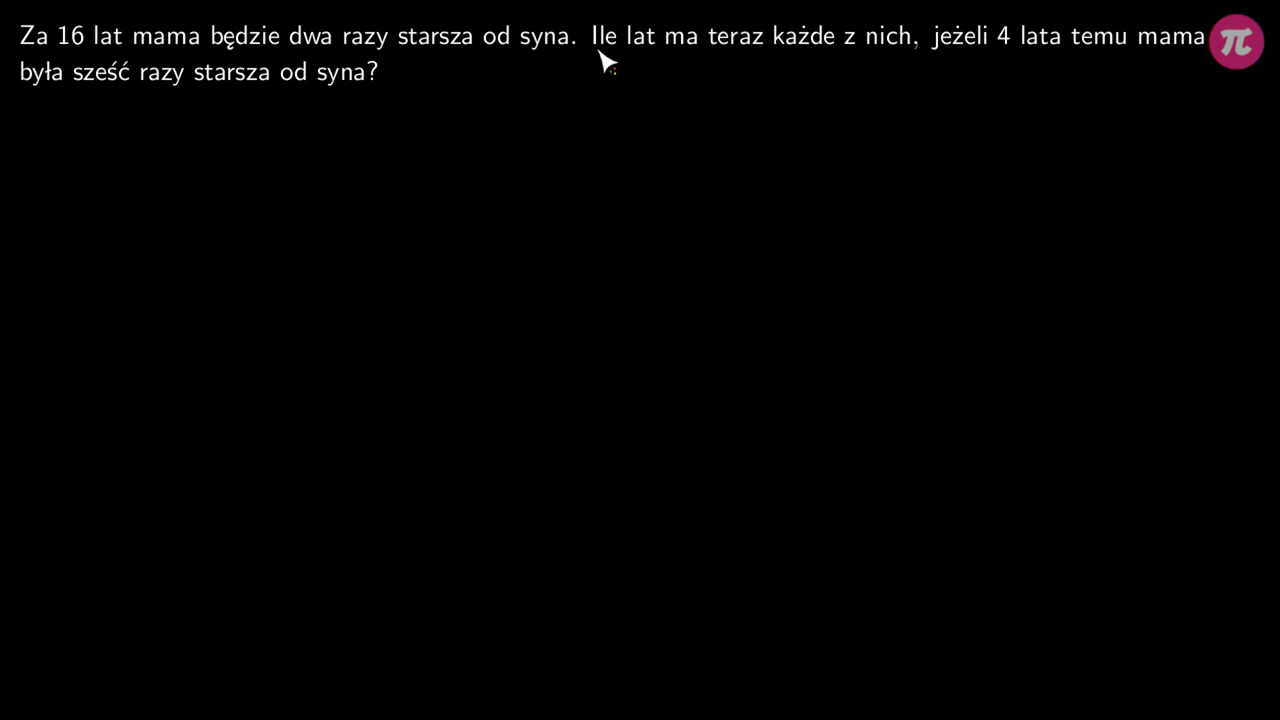 Za 16 lat mama będzie dwa razy starsza od syna. Ile lat ma teraz każde z nich, jeżeli 4 lata temu mama
była sześć razy starsza od syna?
π